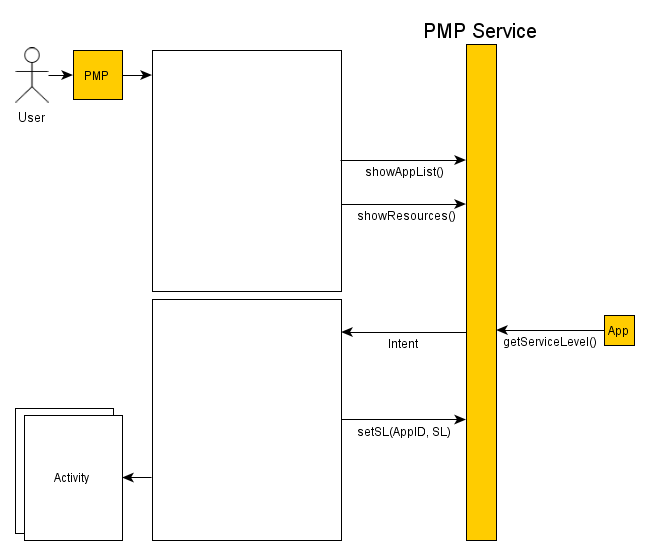 PMP Service
PMP
User
showAppList()
showResources()
App
Intent
getServiceLevel()
setSL(AppID, SL)
Activity